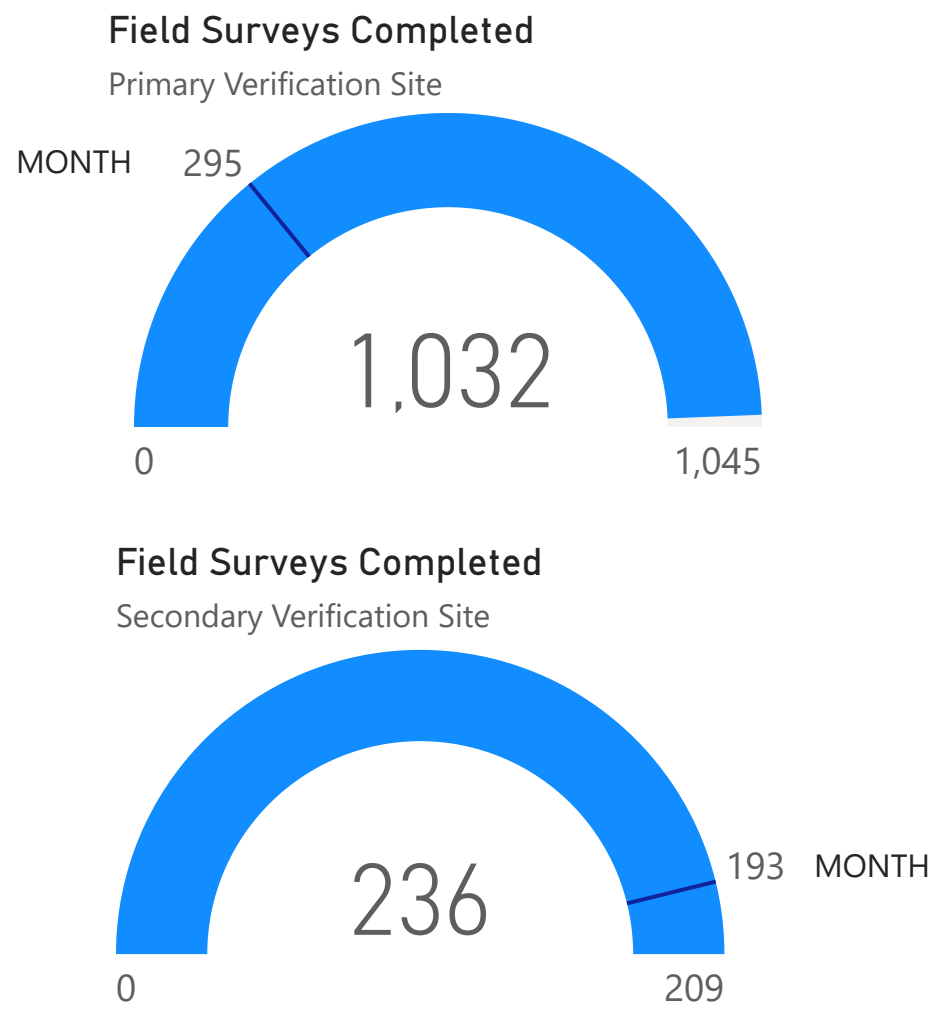 Field Surveys Completed
Primary Verification Site
MONTH 295
1,032
0 1,045
Field Surveys Completed
Secondary Verification Site
193 MONTH
236
0 209